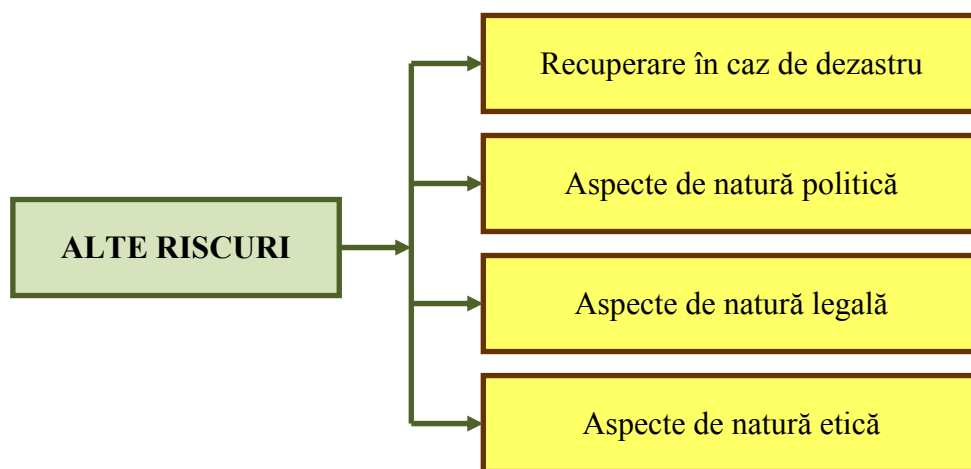 Recuperare în caz de dezastru
Aspecte de natură politică
ALTE RISCURI
Aspecte de natură legală
Aspecte de natură etică